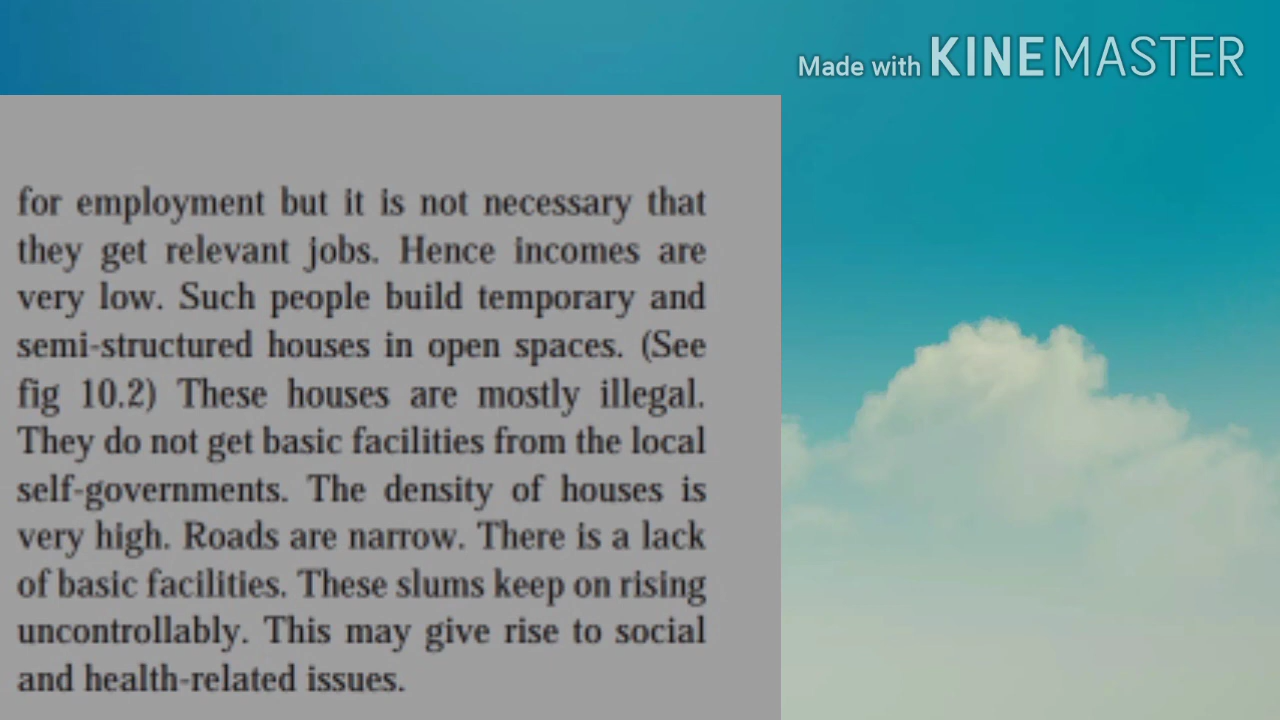 Made with KINEMASTER
for employment but it is not necessary that
they get relevant jobs. Hence incomes are
very low. Such people build temporary and
semi-structured houses in open spaces. (See
fig 10.2) These houses are mostly illegal.
They do not get basic facilities from the local
self-governments. The density of houses is
very high. Roads are narrow. There is a lack
of basic facilities. These slums keep on rising
uncontrollably. This may give rise to social
and health-related issues.